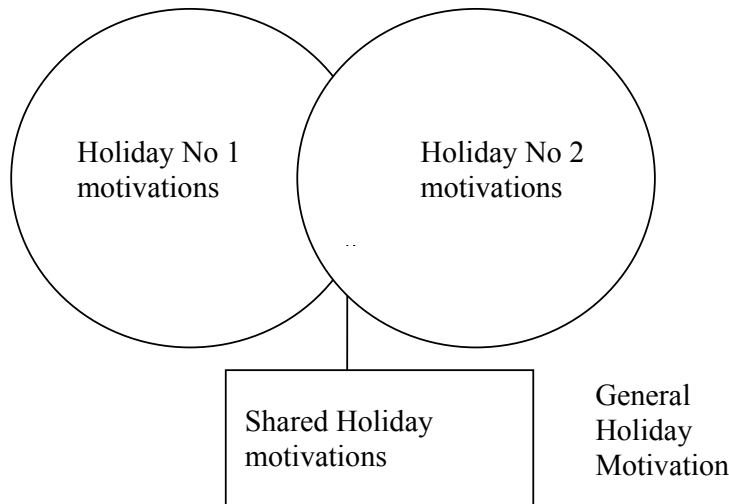 Holiday No 1
motivations
Holiday No 2
motivations
Shared Holiday
motivations
General
Holiday
Motivation